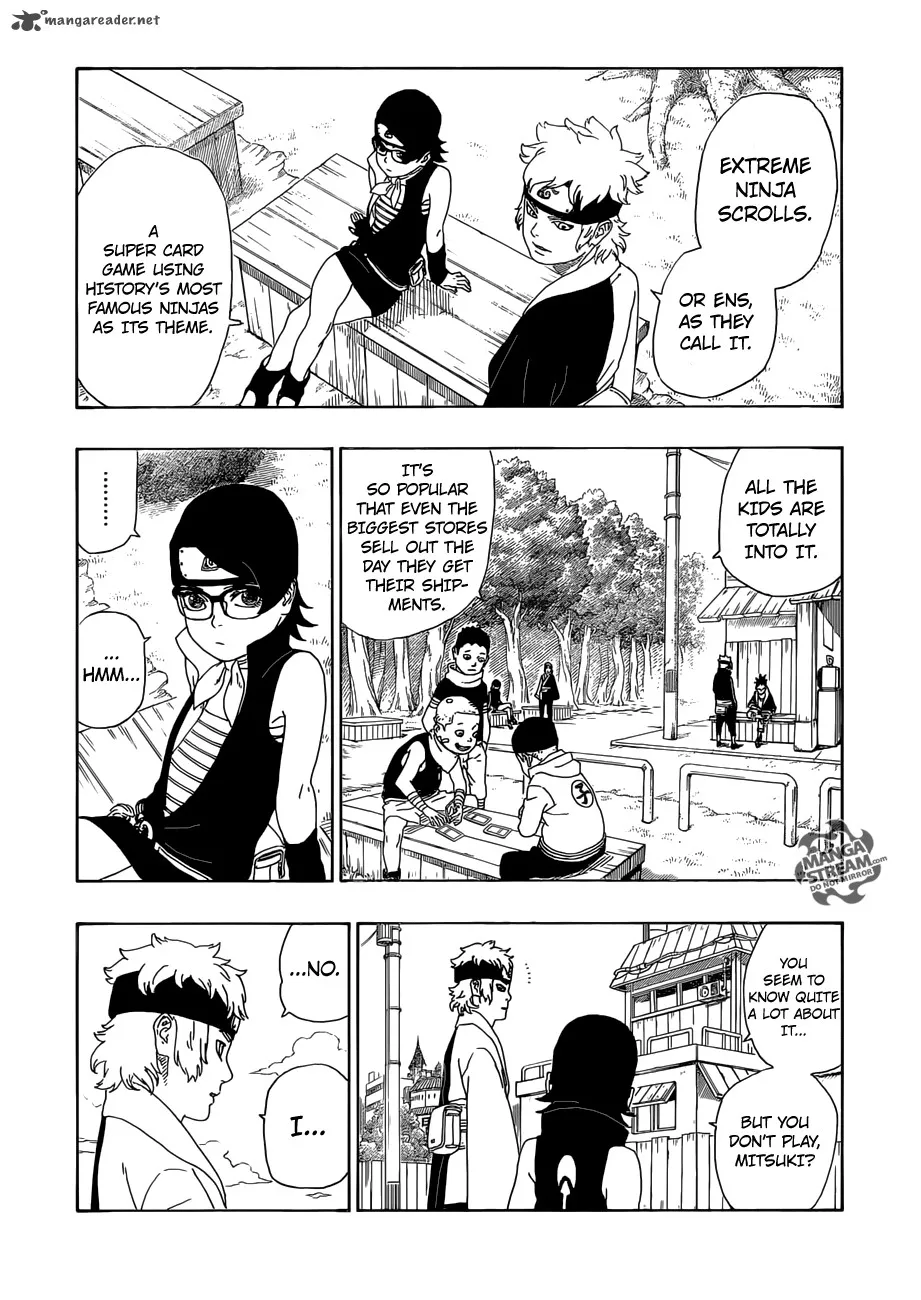 mangareader.net
EXTREME
NINJA
SCROLLS.
OR ENS,
AS THEY
CALL IT.
A
SUPER CARD
GAME USING
HISTORY'S MOST
FAMOUS NINJAS
AS ITS THEME.
ALL THE
KIDS ARE
TOTALLY
INTO IT.
IT'S
SO POPULAR
THAT EVEN THE
BIGGEST STORES
SELL OUT THE
DAY THEY GET
THEIR SHIP-
MENTS.
子
MANGA
STREAM.com
DO NOT MIRROR
.........
...
HMM...
YOU
SEEM TO
KNOW QUITE
A LOT ABOUT
IT...
BUT YOU
DON'T PLAY,
MITSUKI?
...NO.
I...